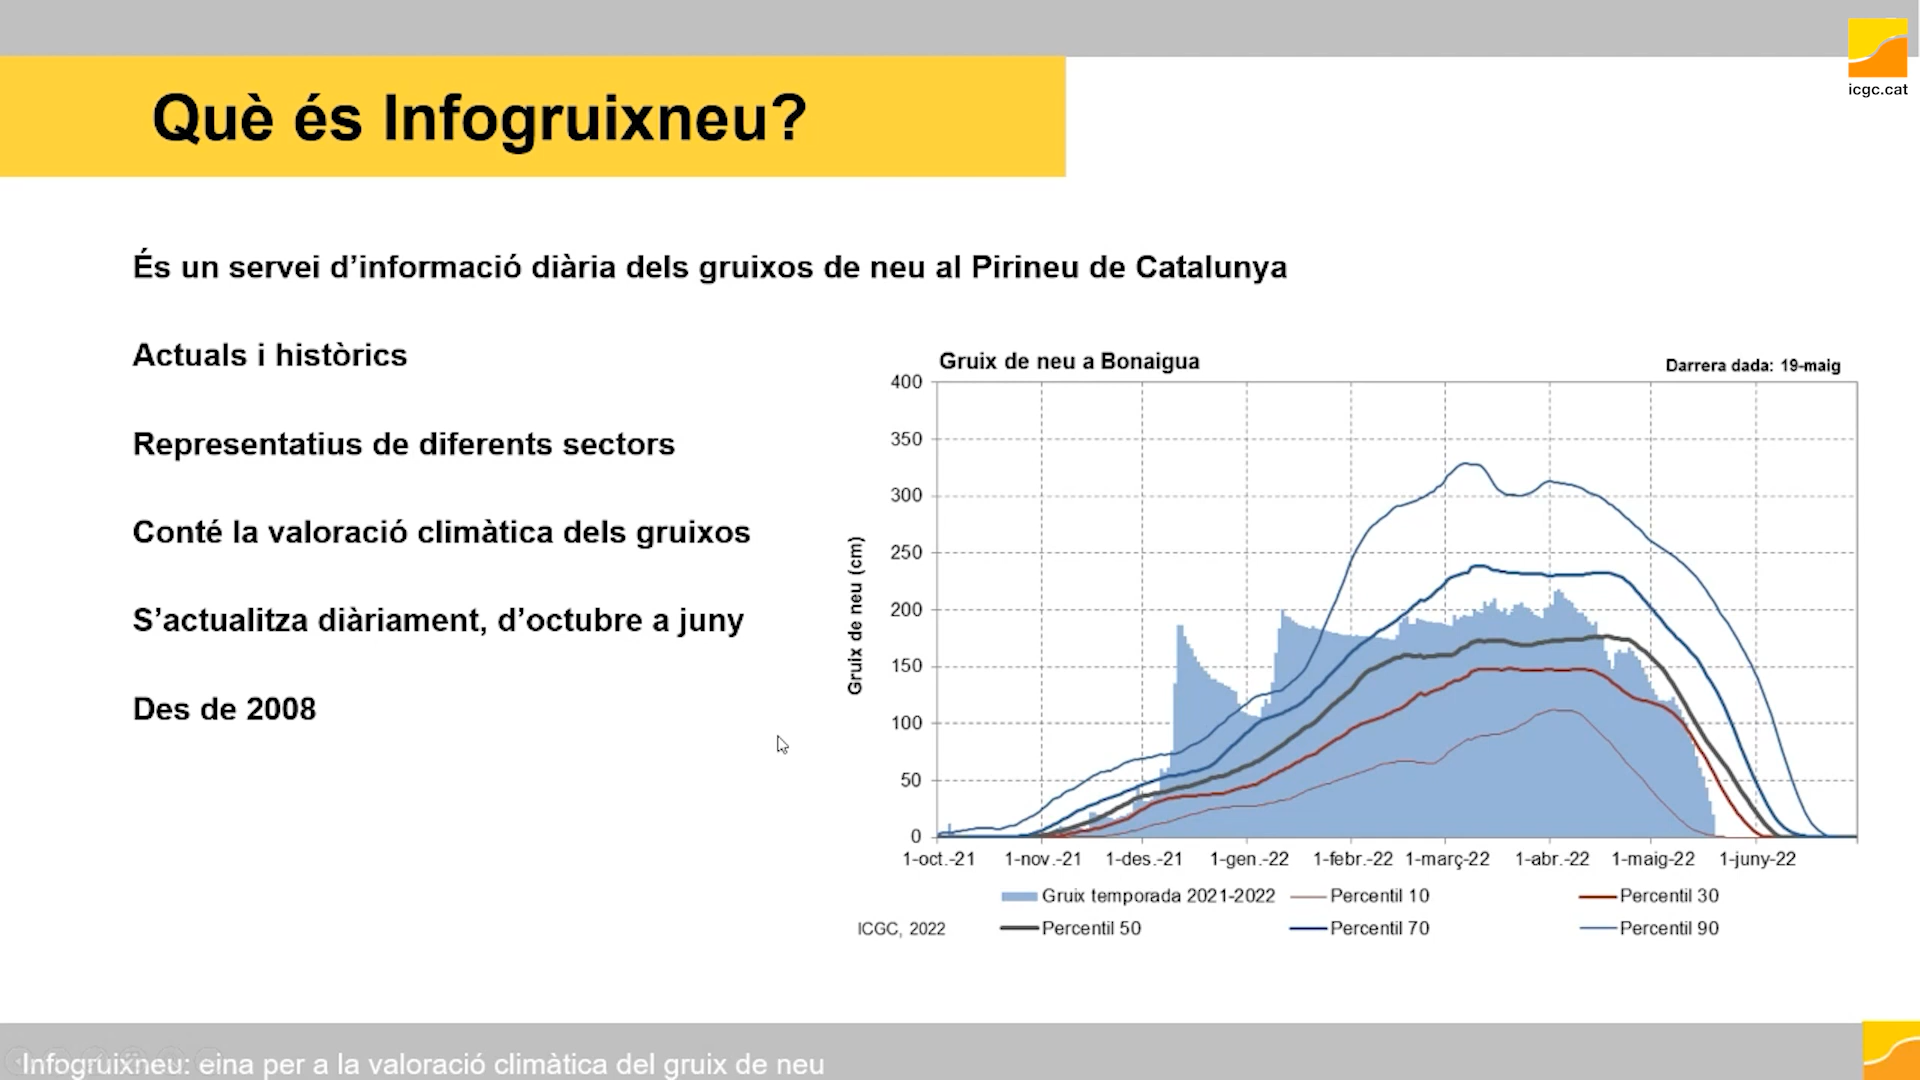 icgc.cat
Què és Infogruixneu?
És un servei d’informació diària dels gruixos de neu al Pirineu de Catalunya
Actuals i històrics
Representatius de diferents sectors
Conté la valoració climàtica dels gruixos
S’actualitza diàriament, d’octubre a juny
Des de 2008
Gruix de neu a Bonaigua
Darrera dada: 19-maig
Gruix de neu (cm)
400
350
300
250
200
150
100
50
0
1-oct.-21 1-nov.-21 1-des.-21 1-gen.-22 1-febr.-22 1-març-22 1-abr.-22 1-maig-22 1-juny-22
Gruix temporada 2021-2022 Percentil 10 Percentil 30
Percentil 50 Percentil 70 Percentil 90
ICGC, 2022
Infogruixneu: eina per a la valoració climàtica del gruix de neu